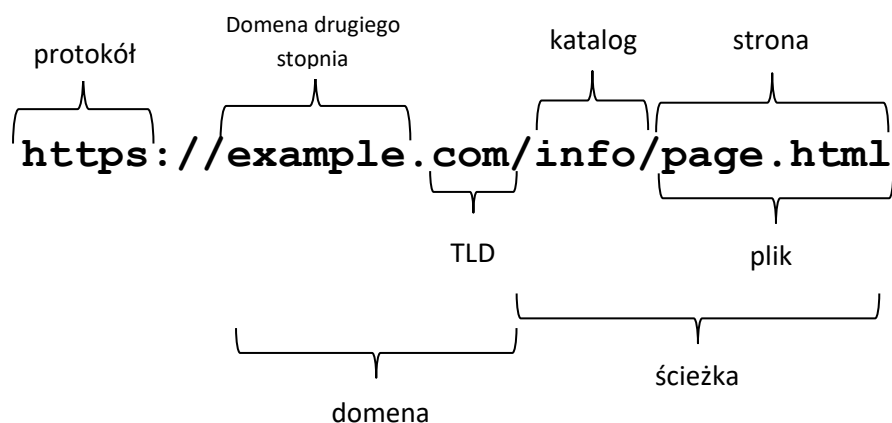 protokół
Domena drugiego
stopnia
katalog
strona
https://example.com/info/page.html
TLD
plik
ścieżka
domena